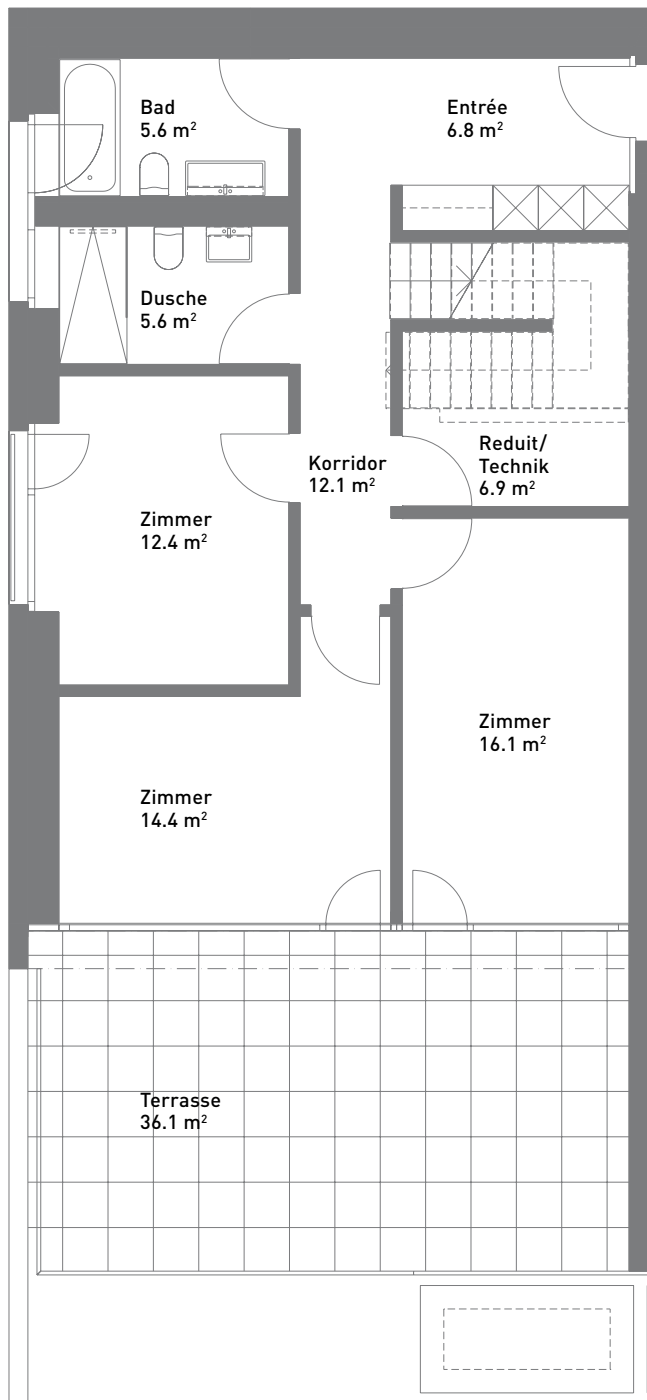 Bad
5.6 m²
Entrée
6.8 m²
Dusche
5.6 m²
Korridor
12.1 m²
Reduit/
Technik
6.9 m²
Zimmer
12.4 m²
Zimmer
16.1 m²
Zimmer
14.4 m²
Terrasse
36.1 m²